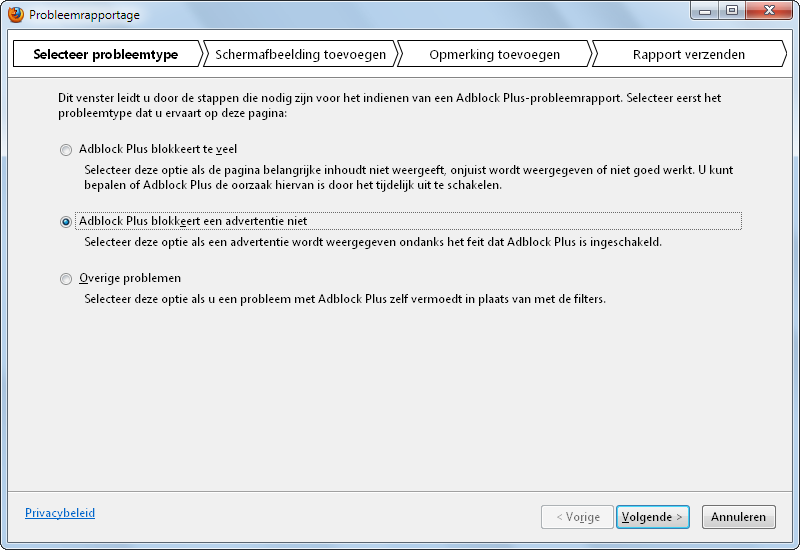 Probleemrapportage
Selecteer probleemtype
Schermafbeelding toevoegen
Opmerking toevoegen
Rapport verzenden
Dit venster leidt u door de stappen die nodig zijn voor het indienen van een Adblock Plus-probleemrapport. Selecteer eerst het
probleemtype dat u ervaart op deze pagina:
Adblock Plus blokkeert te veel
Selecteer deze optie als de pagina belangrijke inhoudt niet weergeeft, onjuist wordt weergegeven of niet goed werkt. U kunt
bepalen of Adblock Plus de oorzaak hiervan is door het tijdelijk uit te schakelen.
Adblock Plus blokkeert een advertentie niet
Selecteer deze optie als een advertentie wordt weergegeven ondanks het feit dat Adblock Plus is ingeschakeld.
Overige problemen
Selecteer deze optie als u een probleem met Adblock Plus zelf vermoedt in plaats van met de filters.
Privacybeleid
< Vorige
Volgende >
Annuleren